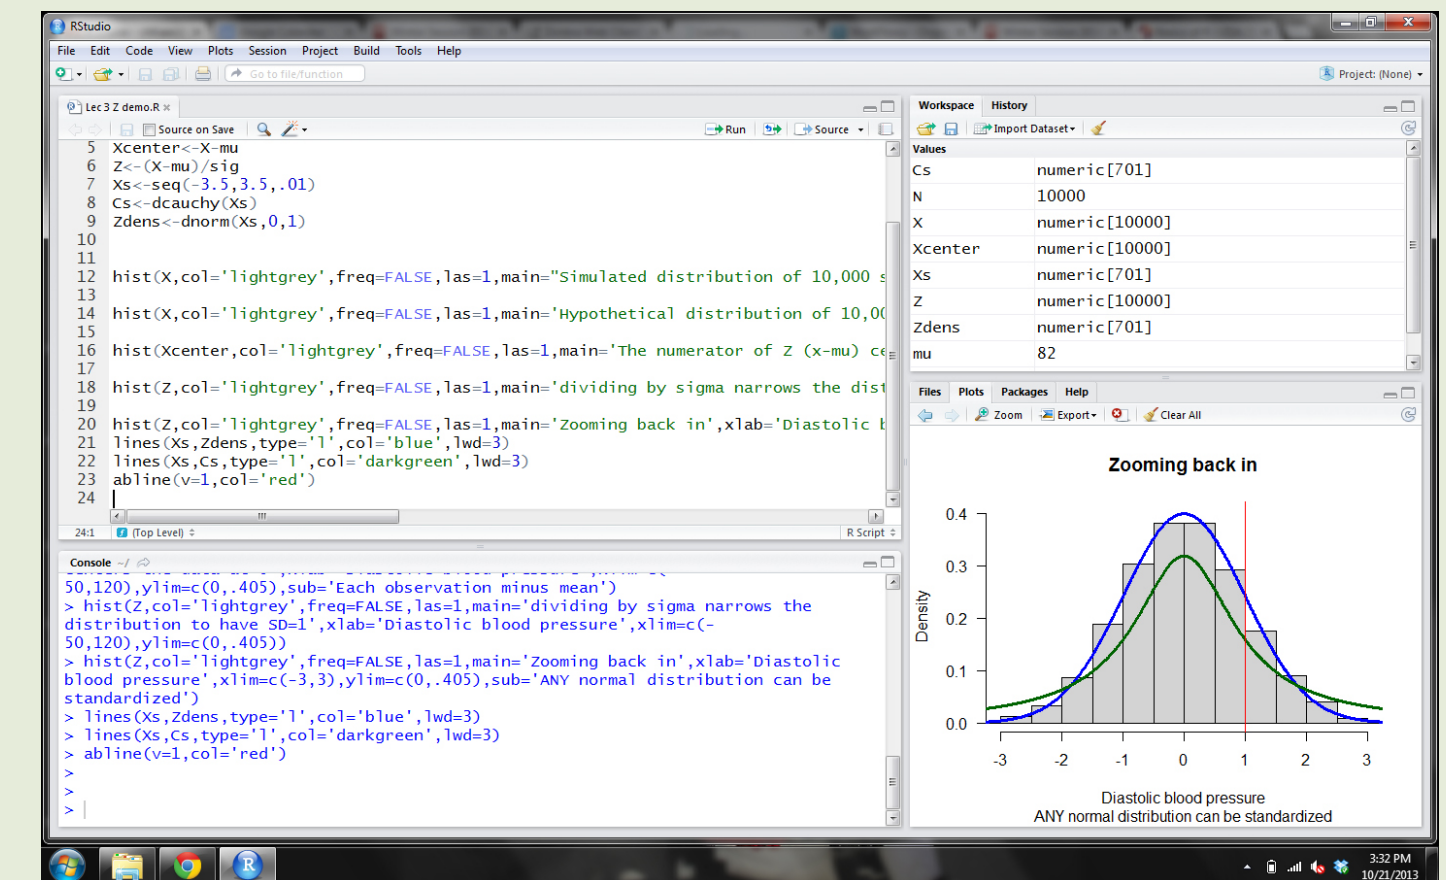 RStudio
File Edit Code View Plots Session Project Build Tools Help
Go to file/function
Project: (None)
Lec 3 Z demo.R
Source on Save
Run
Source
5 Xcenter<-X-mu
6 Z<-(X-mu)/sig
7 Xs<-seq(-3.5,3.5,.01)
8 Cs<-dcauchy(Xs)
9 Zdens<-dnorm(Xs,0,1)
10
11
12 hist(X,col='lightgrey',freq=FALSE,las=1,main="Simulated distribution of 10,000 s
13
14 hist(X,col='lightgrey',freq=FALSE,las=1,main='Hypothetical distribution of 10,00
15
16 hist(Xcenter,col='lightgrey',freq=FALSE,las=1,main='The numerator of Z (x-mu) ce
17
18 hist(Z,col='lightgrey',freq=FALSE,las=1,main='dividing by sigma narrows the dist
19
20 hist(Z,col='lightgrey',freq=FALSE,las=1,main='Zooming back in',xlab='Diastolic b
21 lines(Xs,Zdens,type='l',col='blue',lwd=3)
22 lines(Xs,Cs,type='l',col='darkgreen',lwd=3)
23 abline(v=1,col='red')
24
24:1 (Top Level) R Script
Console ~/
50,120),ylim=c(0,.405),sub='Each observation minus mean')
> hist(Z,col='lightgrey',freq=FALSE,las=1,main='dividing by sigma narrows the
distribution to have SD=1',xlab='Diastolic blood pressure',xlim=c(-
50,120),ylim=c(0,.405))
> hist(Z,col='lightgrey',freq=FALSE,las=1,main='Zooming back in',xlab='Diastolic
blood pressure',xlim=c(-3,3),ylim=c(0,.405),sub='ANY normal distribution can be
standardized')
> lines(Xs,Zdens,type='l',col='blue',lwd=3)
> lines(Xs,Cs,type='l',col='darkgreen',lwd=3)
> abline(v=1,col='red')
>
>
>
Workspace History
Import Dataset
Values
Cs numeric[701]
N 10000
X numeric[10000]
Xcenter numeric[10000]
Xs numeric[701]
Z numeric[10000]
Zdens numeric[701]
mu 82
Files Plots Packages Help
Zoom Export Clear All
Zooming back in
Density
0.4
0.3
0.2
0.1
0.0
-3 -2 -1 0 1 2 3
Diastolic blood pressure
ANY normal distribution can be standardized
3:32 PM
10/21/2013